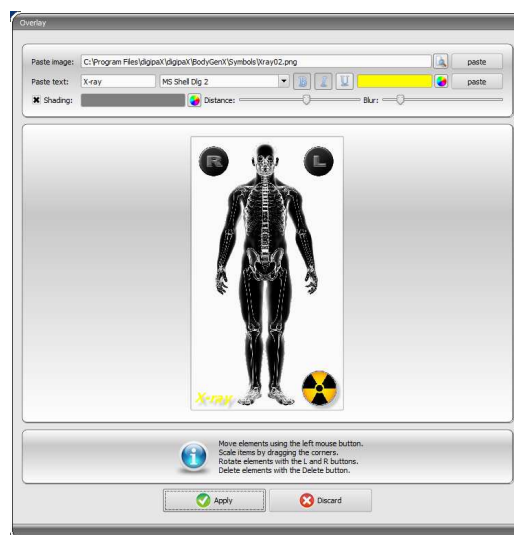 Overlay
Paste image: C:\Program Files\digipaX\digipaX\BodyGenX\Symbols\Xray02.png paste
Paste text: X-ray MS Shell Dlg 2 B I U paste
Shading: Distance: Blur:
R L
X-ray
Move elements using the left mouse button.
Scale items by dragging the corners.
Rotate elements with the L and R buttons.
Delete elements with the Delete button.
Apply Discard